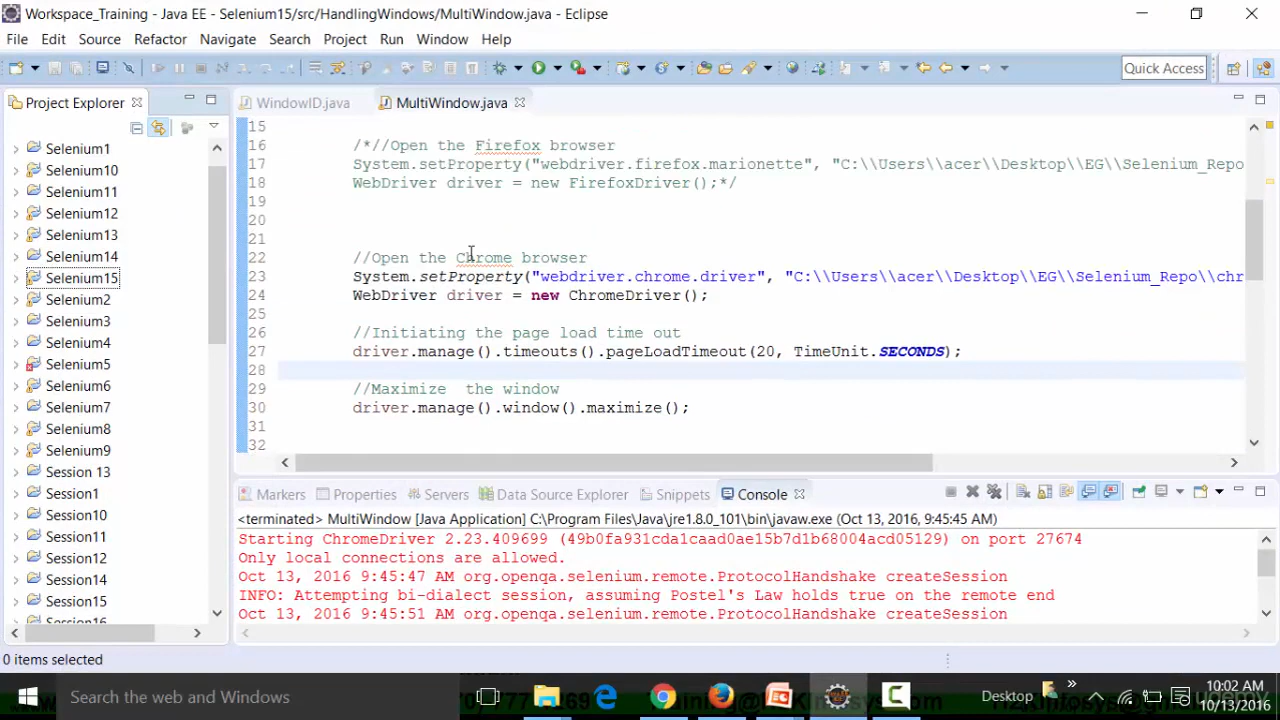 Workspace_Training - Java EE - Selenium15/src/HandlingWindows/MultiWindow.java - Eclipse
File Edit Source Refactor Navigate Search Project Run Window Help
Quick Access
Project Explorer
WindowID.java
MultiWindow.java
Selenium1
Selenium10
Selenium11
Selenium12
Selenium13
Selenium14
Selenium15
Selenium2
Selenium3
Selenium4
Selenium5
Selenium6
Selenium7
Selenium8
Selenium9
Session 13
Session1
Session10
Session11
Session12
Session14
Session15
Session16
15
16 /*//Open the Firefox browser
17 System.setProperty("webdriver.firefox.marionette", "C:\\Users\\acer\\Desktop\\EG\\Selenium_Repo
18 WebDriver driver = new FirefoxDriver();*/
19
20
21
22 //Open the Chrome browser
23 System.setProperty("webdriver.chrome.driver", "C:\\Users\\acer\\Desktop\\EG\\Selenium_Repo\\chr
24 WebDriver driver = new ChromeDriver();
25
26 //Initiating the page load time out
27 driver.manage().timeouts().pageLoadTimeout(20, TimeUnit.SECONDS);
28
29 //Maximize  the window
30 driver.manage().window().maximize();
31
32
Markers Properties Servers Data Source Explorer Snippets Console
<terminated> MultiWindow [Java Application] C:\Program Files\Java\jre1.8.0_101\bin\javaw.exe (Oct 13, 2016, 9:45:45 AM)
Starting ChromeDriver 2.23.409699 (49b0fa931cda1caad0ae15b7d1b68004acd05129) on port 27674
Only local connections are allowed.
Oct 13, 2016 9:45:47 AM org.openqa.selenium.remote.ProtocolHandshake createSession
INFO: Attempting bi-dialect session, assuming Postel's Law holds true on the remote end
Oct 13, 2016 9:45:51 AM org.openqa.selenium.remote.ProtocolHandshake createSession
0 items selected
Search the web and Windows
Desktop
10:02 AM
10/13/2016